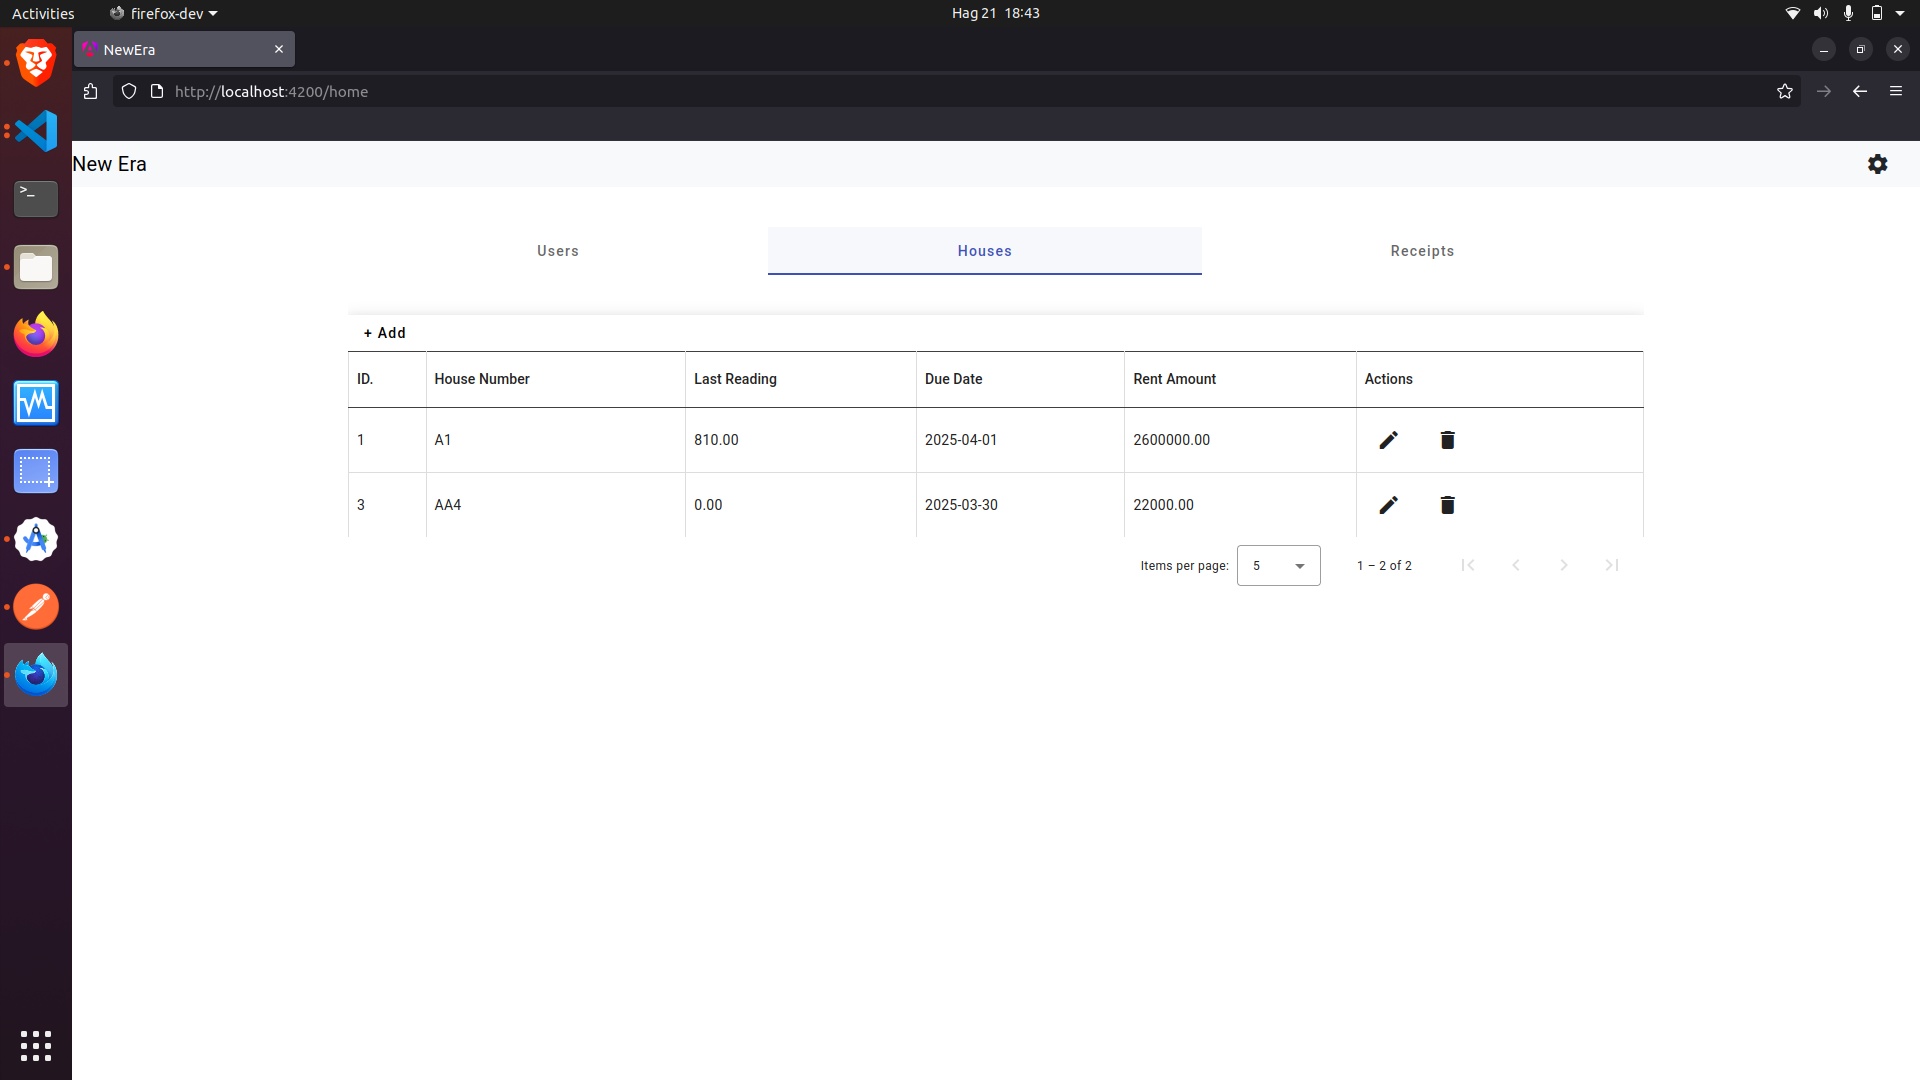 Activities
firefox-dev
Hag 21 18:43
NewEra
http://localhost:4200/home
New Era
Users
Houses
Receipts
+ Add
ID. House Number Last Reading Due Date Rent Amount Actions
1 A1 810.00 2025-04-01 2600000.00
3 AA4 0.00 2025-03-30 22000.00
Items per page: 5 1 – 2 of 2